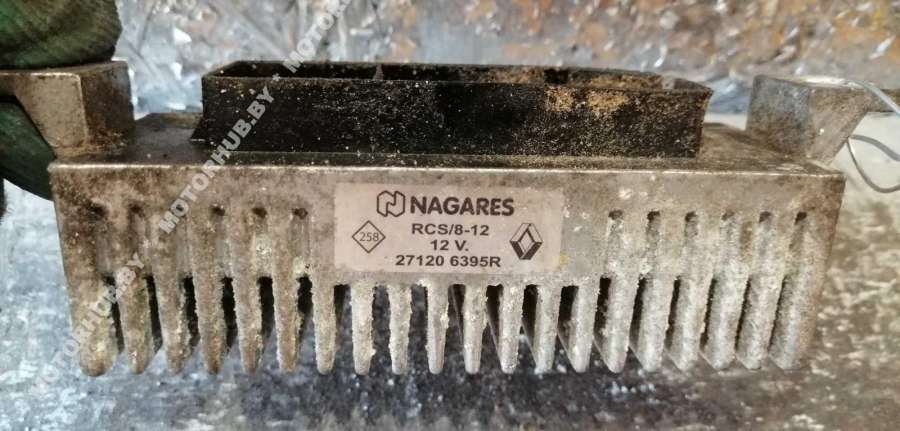 NAGARES
RCS/8-12
258
12 V.
27120 6395R
MOTORHUB.BY * MOTORHUB.BY * MOTORHUB.BY